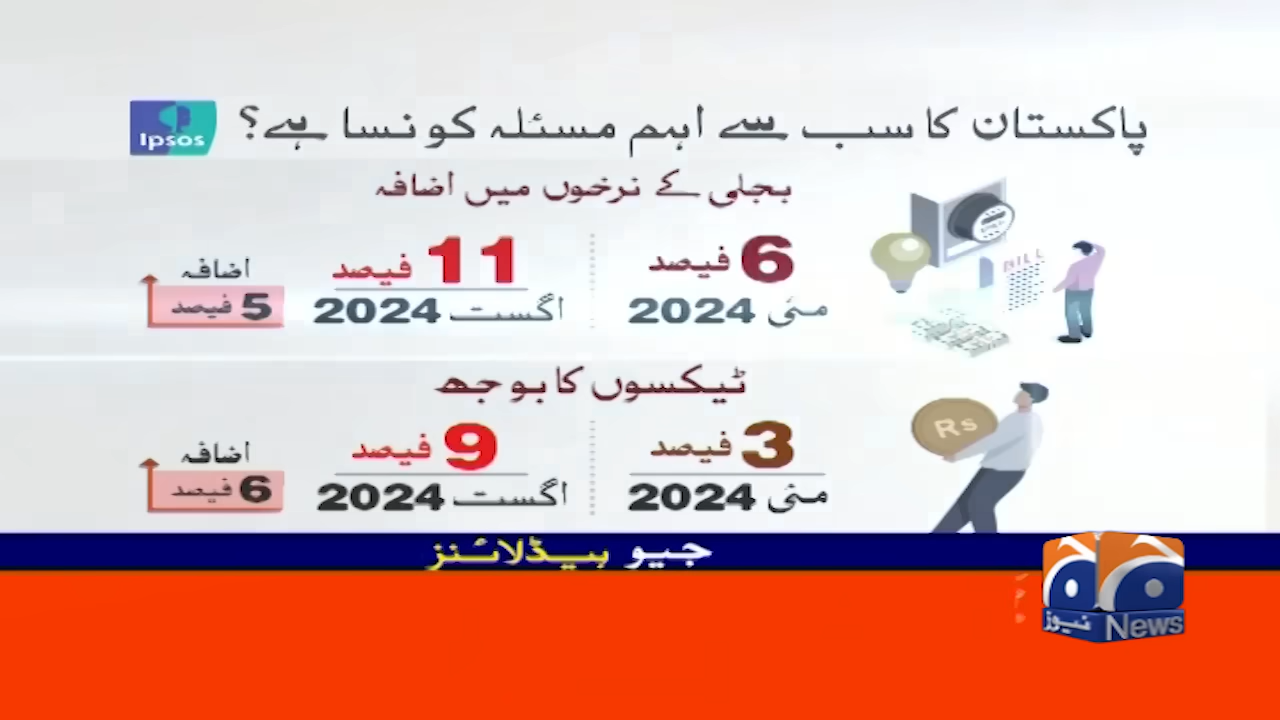 پاکستان کا سب سے اہم مسئلہ کونسا ہے؟
Ipsos
بجلی کے نرخوں میں اضافہ
6 فیصد
مئی 2024
11 فیصد
اگست 2024
اضافہ
5 فیصد
BILL
ٹیکسوں کا بوجھ
3 فیصد
مئی 2024
9 فیصد
اگست 2024
اضافہ
6 فیصد
Rs
جیو ہیڈلائنز
جیو
نیوز News